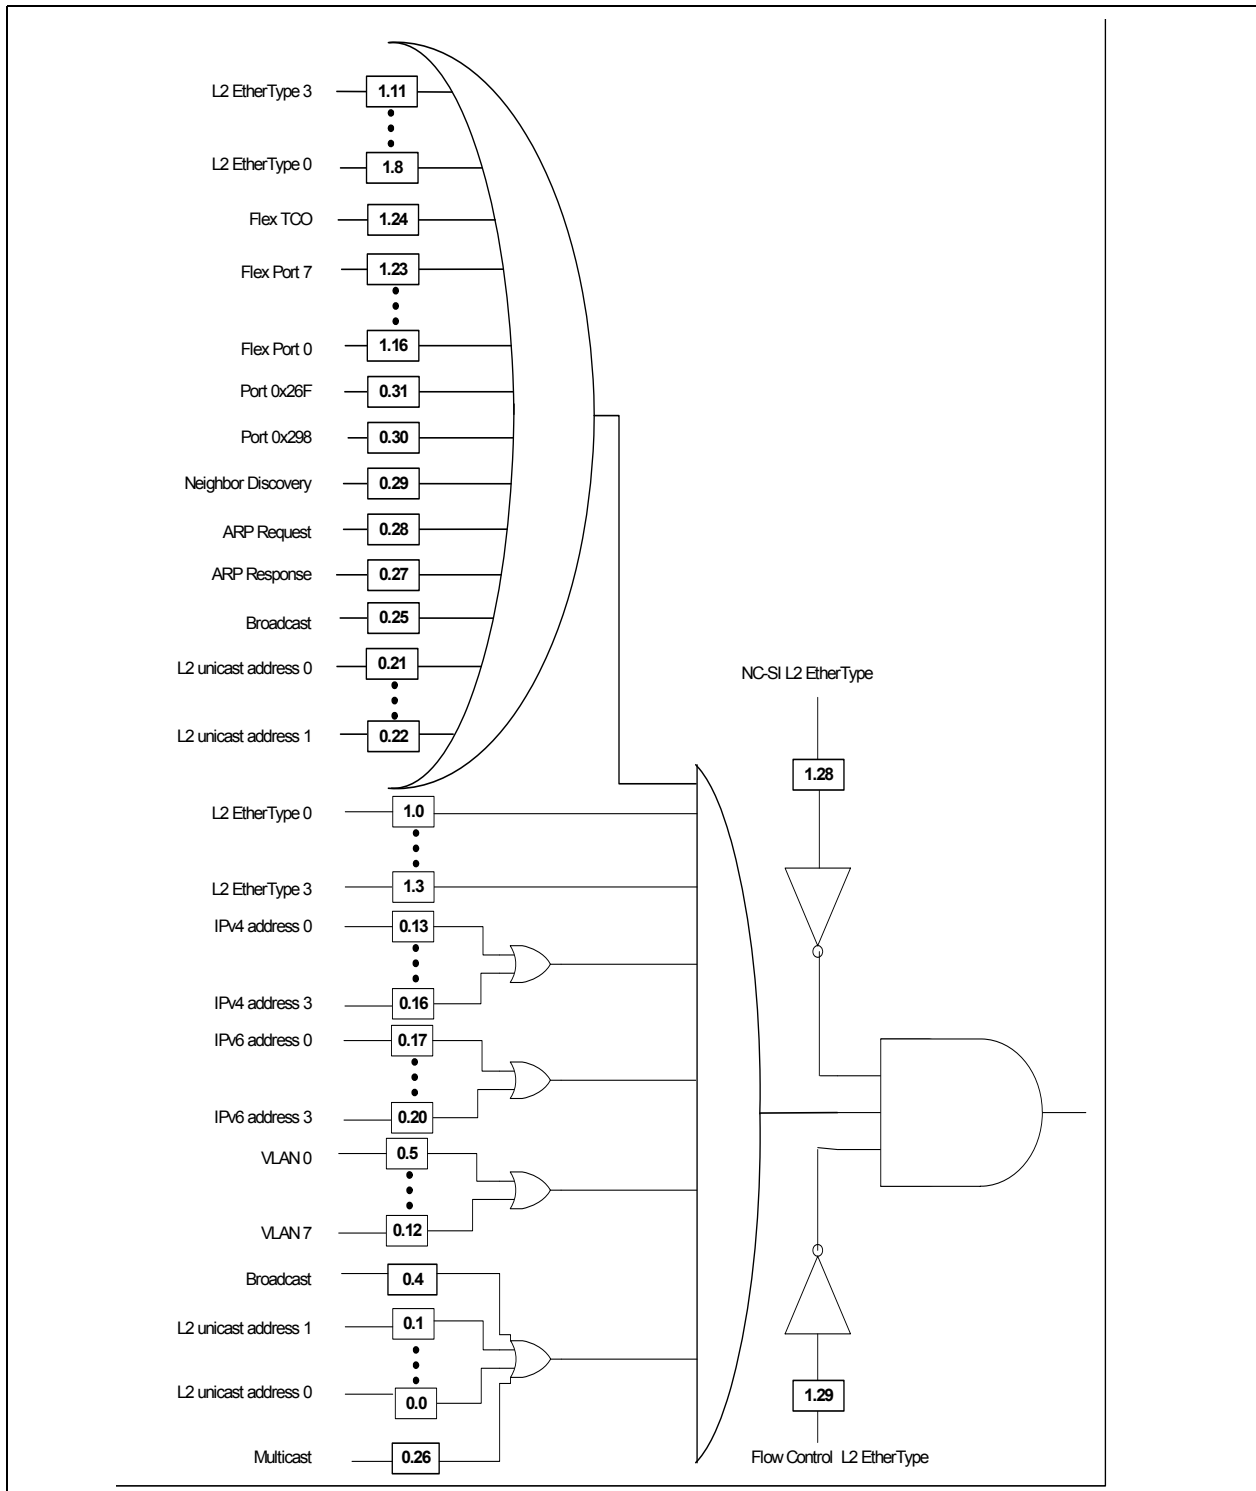 L2 EtherType 3 1.11
L2 EtherType 0 1.8
Flex TCO 1.24
Flex Port 7 1.23
Flex Port 0 1.16
Port 0x26F 0.31
Port 0x298 0.30
Neighbor Discovery 0.29
ARP Request 0.28
ARP Response 0.27
Broadcast 0.25
L2 unicast address 0 0.21
L2 unicast address 1 0.22
NC-SI L2 EtherType
1.28
L2 EtherType 0 1.0
L2 EtherType 3 1.3
IPv4 address 0 0.13
IPv4 address 3 0.16
IPv6 address 0 0.17
IPv6 address 3 0.20
VLAN 0 0.5
VLAN 7 0.12
Broadcast 0.4
L2 unicast address 1 0.1
L2 unicast address 0 0.0
Multicast 0.26
1.29
Flow Control L2 EtherType